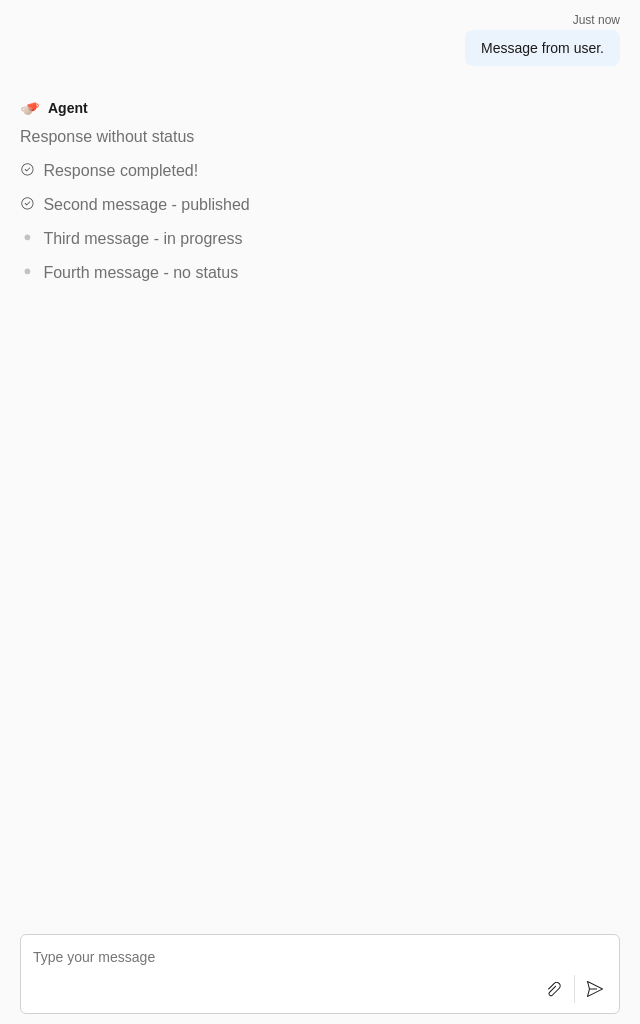 Just now
Message from user.
Agent
Response without status
Response completed!
Second message - published
Third message - in progress
Fourth message - no status
Type your message